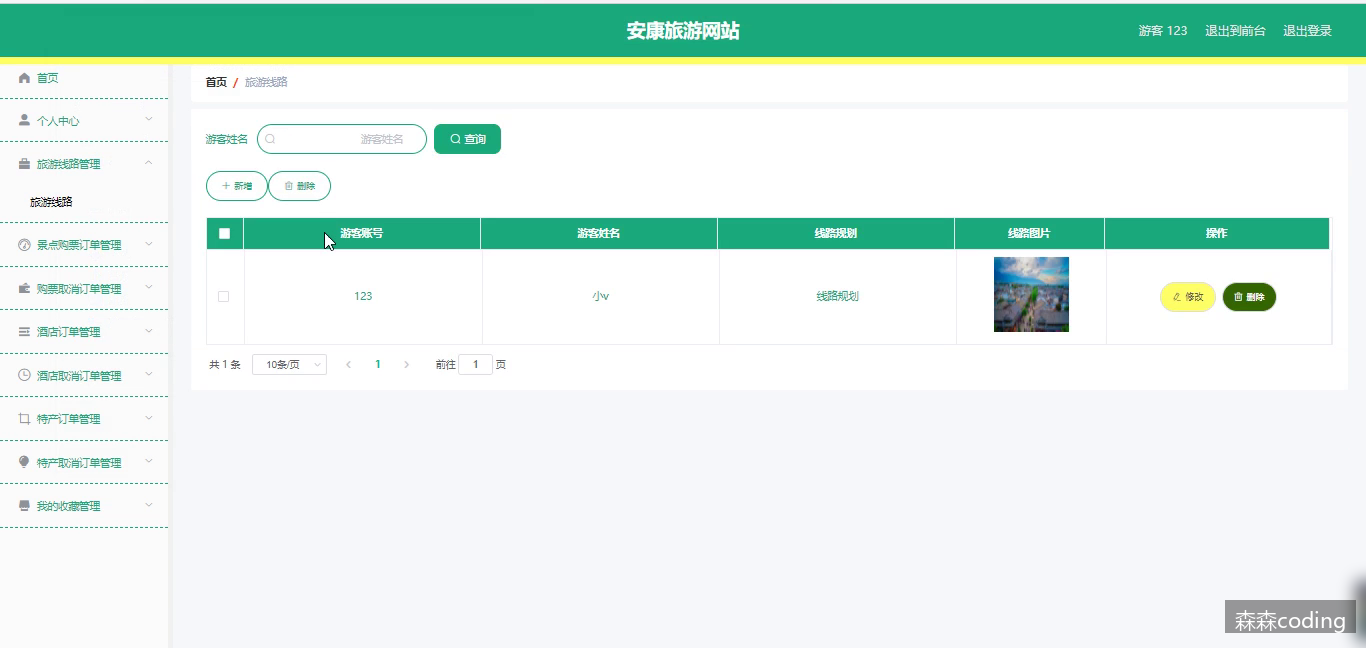 安康旅游网站
游客 123 退出到前台 退出登录
首页
个人中心
旅游线路管理
旅游线路
景点购票订单管理
购票取消订单管理
酒店订单管理
酒店取消订单管理
特产订单管理
特产取消订单管理
我的收藏管理
首页 / 旅游线路
游客姓名 游客姓名 查询
新增 删除
游客账号 游客姓名 线路规划 线路图片 操作
123 小v 线路规划 修改 删除
共 1 条 10条/页 1 前往 1 页
森森coding